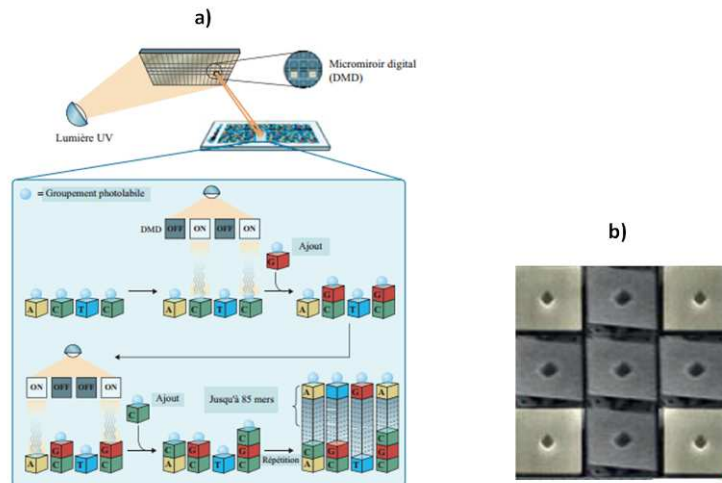 a)
Micromiroir digital
(DMD)
Lumière UV
= Groupement photolabile
DMD OFF ON OFF ON
Ajout
G
A C T C
A C T C
G G
A C T C
b)
ON OFF OFF ON
Ajout
Jusqu'à 85 mers
C
G G
A C T C
C
C G G
A C T C
Répétition
A T G A
C
C G C G
A C T C